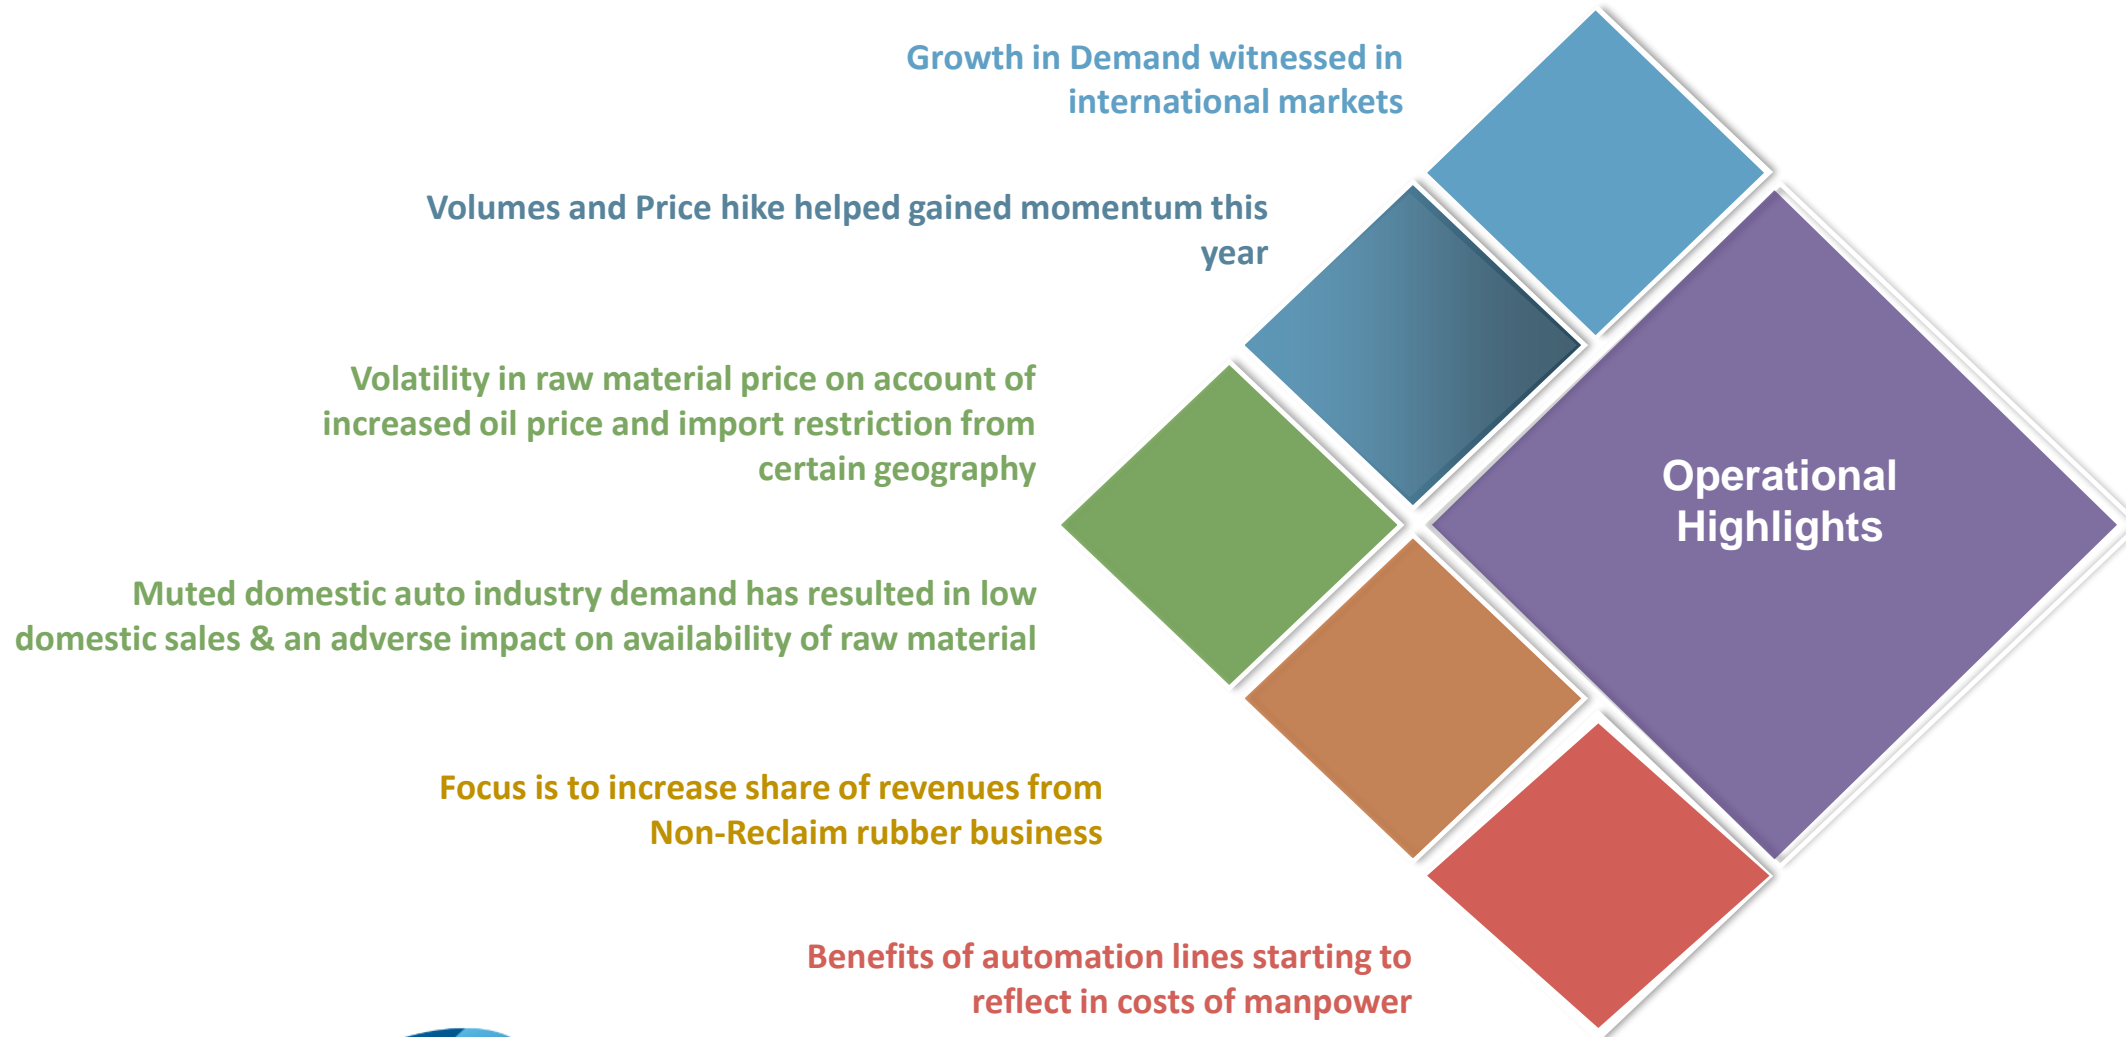 Growth in Demand witnessed in
international markets
Volumes and Price hike helped gained momentum this
year
Volatility in raw material price on account of
increased oil price and import restriction from
certain geography
Muted domestic auto industry demand has resulted in low
domestic sales & an adverse impact on availability of raw material
Focus is to increase share of revenues from
Non-Reclaim rubber business
Benefits of automation lines starting to
reflect in costs of manpower
Operational
Highlights